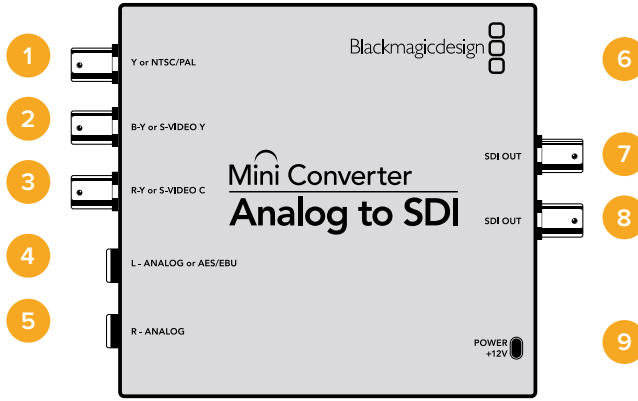 1
Y or NTSC/PAL
Blackmagicdesign
6
2
B-Y or S-VIDEO Y
SDI OUT
7
3
R-Y or S-VIDEO C
Mini Converter
Analog to SDI
SDI OUT
8
4
L - ANALOG or AES/EBU
5
R - ANALOG
POWER
+12V
9